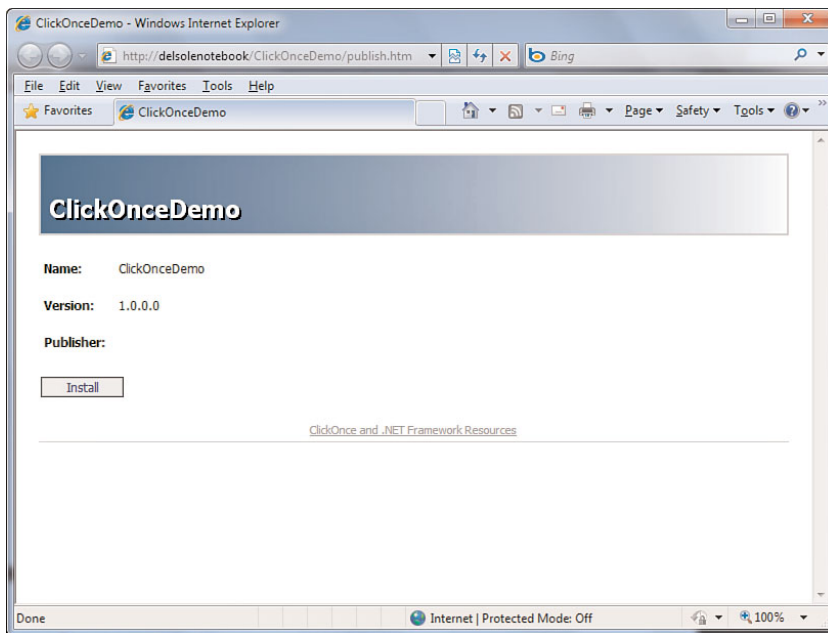 ClickOnceDemo - Windows Internet Explorer
http://delsolenotebook/ClickOnceDemo/publish.htm Bing
File Edit View Favorites Tools Help
Favorites ClickOnceDemo Page Safety Tools
ClickOnceDemo
Name: ClickOnceDemo
Version: 1.0.0.0
Publisher:
Install
ClickOnce and .NET Framework Resources
Done Internet | Protected Mode: Off 100%